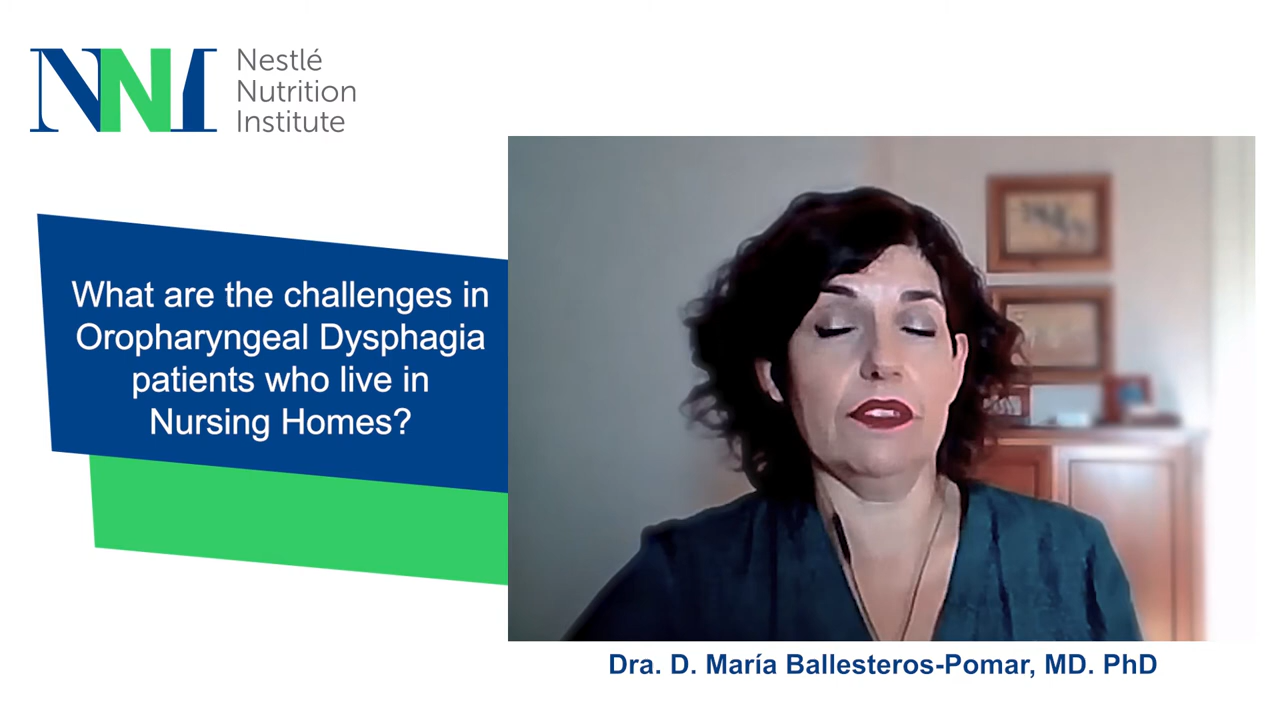 NNI
Nestlé
Nutrition
Institute
What are the challenges in
Oropharyngeal Dysphagia
patients who live in
Nursing Homes?
Dra. D. María Ballesteros-Pomar, MD. PhD